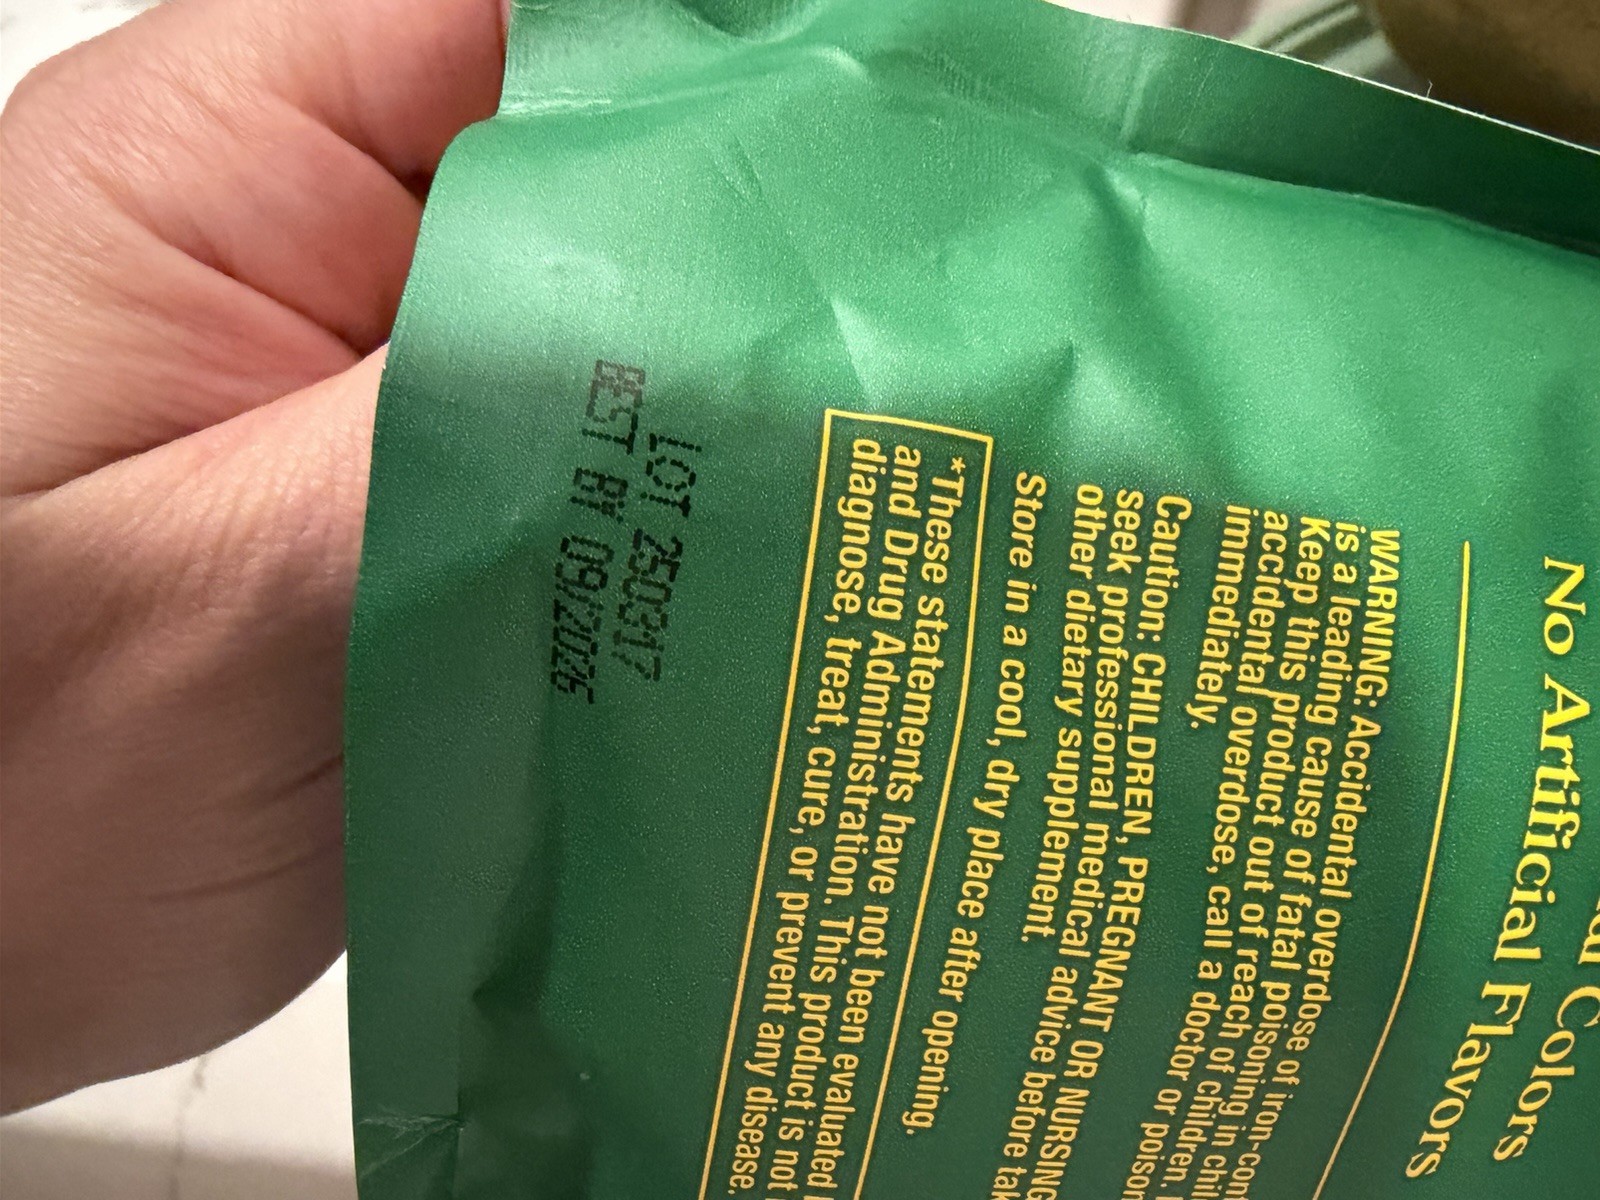 Colors
No Artificial Flavors
WARNING: Accidental overdose of iron-cont
is a leading cause of fatal poisoning in chil
Keep this product out of reach of children.
accidental overdose, call a doctor or poison
immediately.
Caution: CHILDREN, PREGNANT OR NURSING
seek professional medical advice before tak
other dietary supplement.
Store in a cool, dry place after opening.
*These statements have not been evaluated
and Drug Administration. This product is not
diagnose, treat, cure, or prevent any disease.
LOT
BEST BY 09/2026